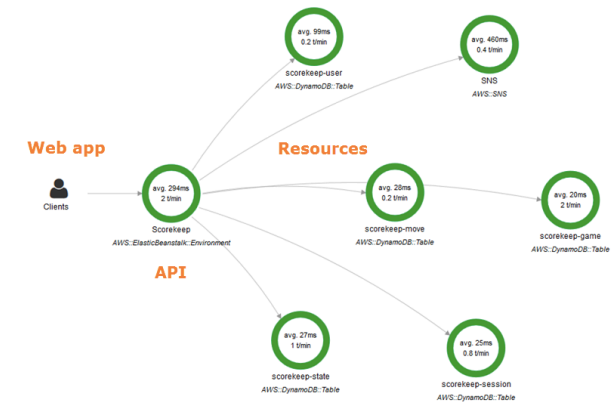 avg. 99ms
0.2 t/min
scorekeep-user
AWS::DynamoDB::Table
avg. 460ms
0.4 t/min
SNS
AWS::SNS
Web app
Resources
Clients
avg. 294ms
2 t/min
Scorekeep
AWS::ElasticBeanstalk::Environment
avg. 28ms
0.2 t/min
scorekeep-move
AWS::DynamoDB::Table
avg. 20ms
2 t/min
scorekeep-game
AWS::DynamoDB::Table
API
avg. 27ms
1 t/min
scorekeep-state
AWS::DynamoDB::Table
avg. 25ms
0.8 t/min
scorekeep-session
AWS::DynamoDB::Table